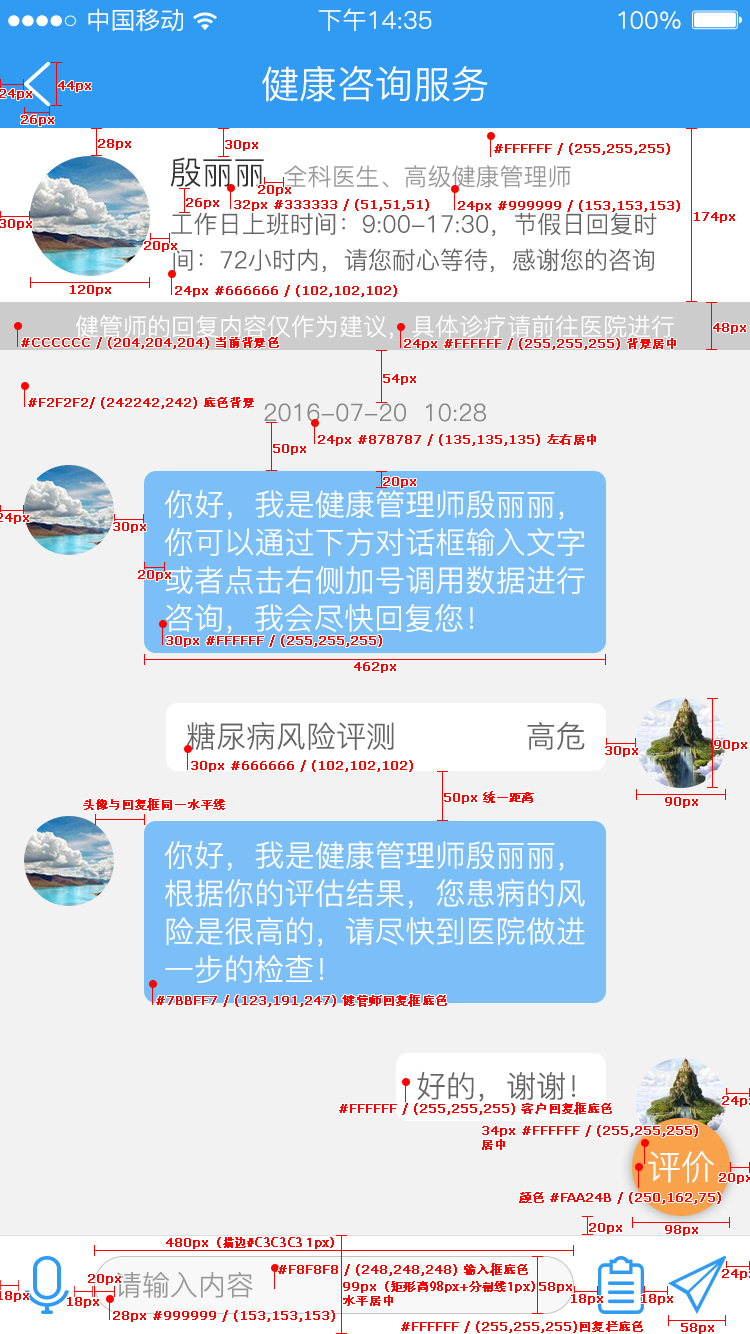 中国移动 下午14:35 100%
健康咨询服务
44px
24px
26px
28px
30px
#FFFFFF / (255,255,255)
殷丽丽 全科医生、高级健康管理师
20px
26px
32px #333333 / (51,51,51)
24px #999999 / (153,153,153)
30px
174px
工作日上班时间：9:00-17:30，节假日回复时
20px
间：72小时内，请您耐心等待，感谢您的咨询
120px
24px #666666 / (102,102,102)
健管师的回复内容仅作为建议，具体诊疗请前往医院进行
48px
#CCCCCC / (204,204,204) 当前背景色
24px #FFFFFF / (255,255,255) 背景居中
54px
#F2F2F2/ (242242,242) 底色背景
2016-07-20 10:28
24px #878787 / (135,135,135) 左右居中
50px
20px
你好，我是健康管理师殷丽丽，
24px
30px
你可以通过下方对话框输入文字
20px
或者点击右侧加号调用数据进行
咨询，我会尽快回复您！
30px #FFFFFF / (255,255,255)
462px
糖尿病风险评测 高危
30px
90px
30px #666666 / (102,102,102)
50px 统一距离
90px
头像与回复框同一水平线
你好，我是健康管理师殷丽丽，
根据你的评估结果，您患病的风
险是很高的，请尽快到医院做进
一步的检查！
#7BBFF7 / (123,191,247) 健管师回复框底色
好的，谢谢！
24px
#FFFFFF / (255,255,255) 客户回复框底色
34px #FFFFFF / (255,255,255)
居中
评价
20px
颜色 #FAA24B / (250,162,75)
20px
98px
480px（描边#C3C3C3 1px）
#F8F8F8 / (248,248,248) 输入框底色
24px
20px
请输入内容
99px（矩形高98px+分割线1px）
58px
18px
18px
水平居中
18px
18px
28px #999999 / (153,153,153)
#FFFFFF / (255,255,255)回复栏底色
58px